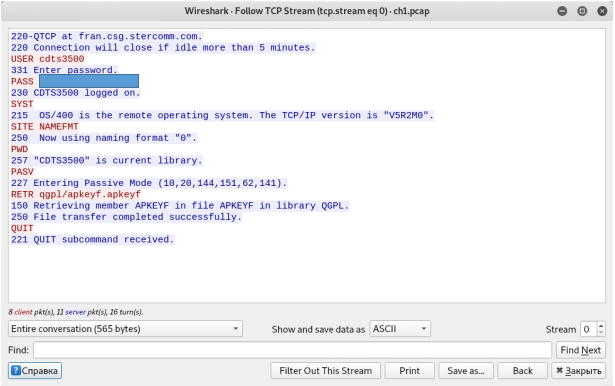 Wireshark · Follow TCP Stream (tcp.stream eq 0) · ch1.pcap
220-QTCP at fran.csg.stercomm.com.
220 Connection will close if idle more than 5 minutes.
USER cdts3500
331 Enter password.
PASS
230 CDTS3500 logged on.
SYST
215  OS/400 is the remote operating system. The TCP/IP version is "V5R2M0".
SITE NAMEFMT
250  Now using naming format "0".
PWD
257 "CDTS3500" is current library.
PASV
227 Entering Passive Mode (10,20,144,151,62,141).
RETR qgpl/apkeyf.apkeyf
150 Retrieving member APKEYF in file APKEYF in library QGPL.
250 File transfer completed successfully.
QUIT
221 QUIT subcommand received.
8 client pkt(s), 11 server pkt(s), 16 turn(s).
Entire conversation (565 bytes) Show and save data as ASCII Stream 0
Find: Find Next
Справка Filter Out This Stream Print Save as... Back Закрыть